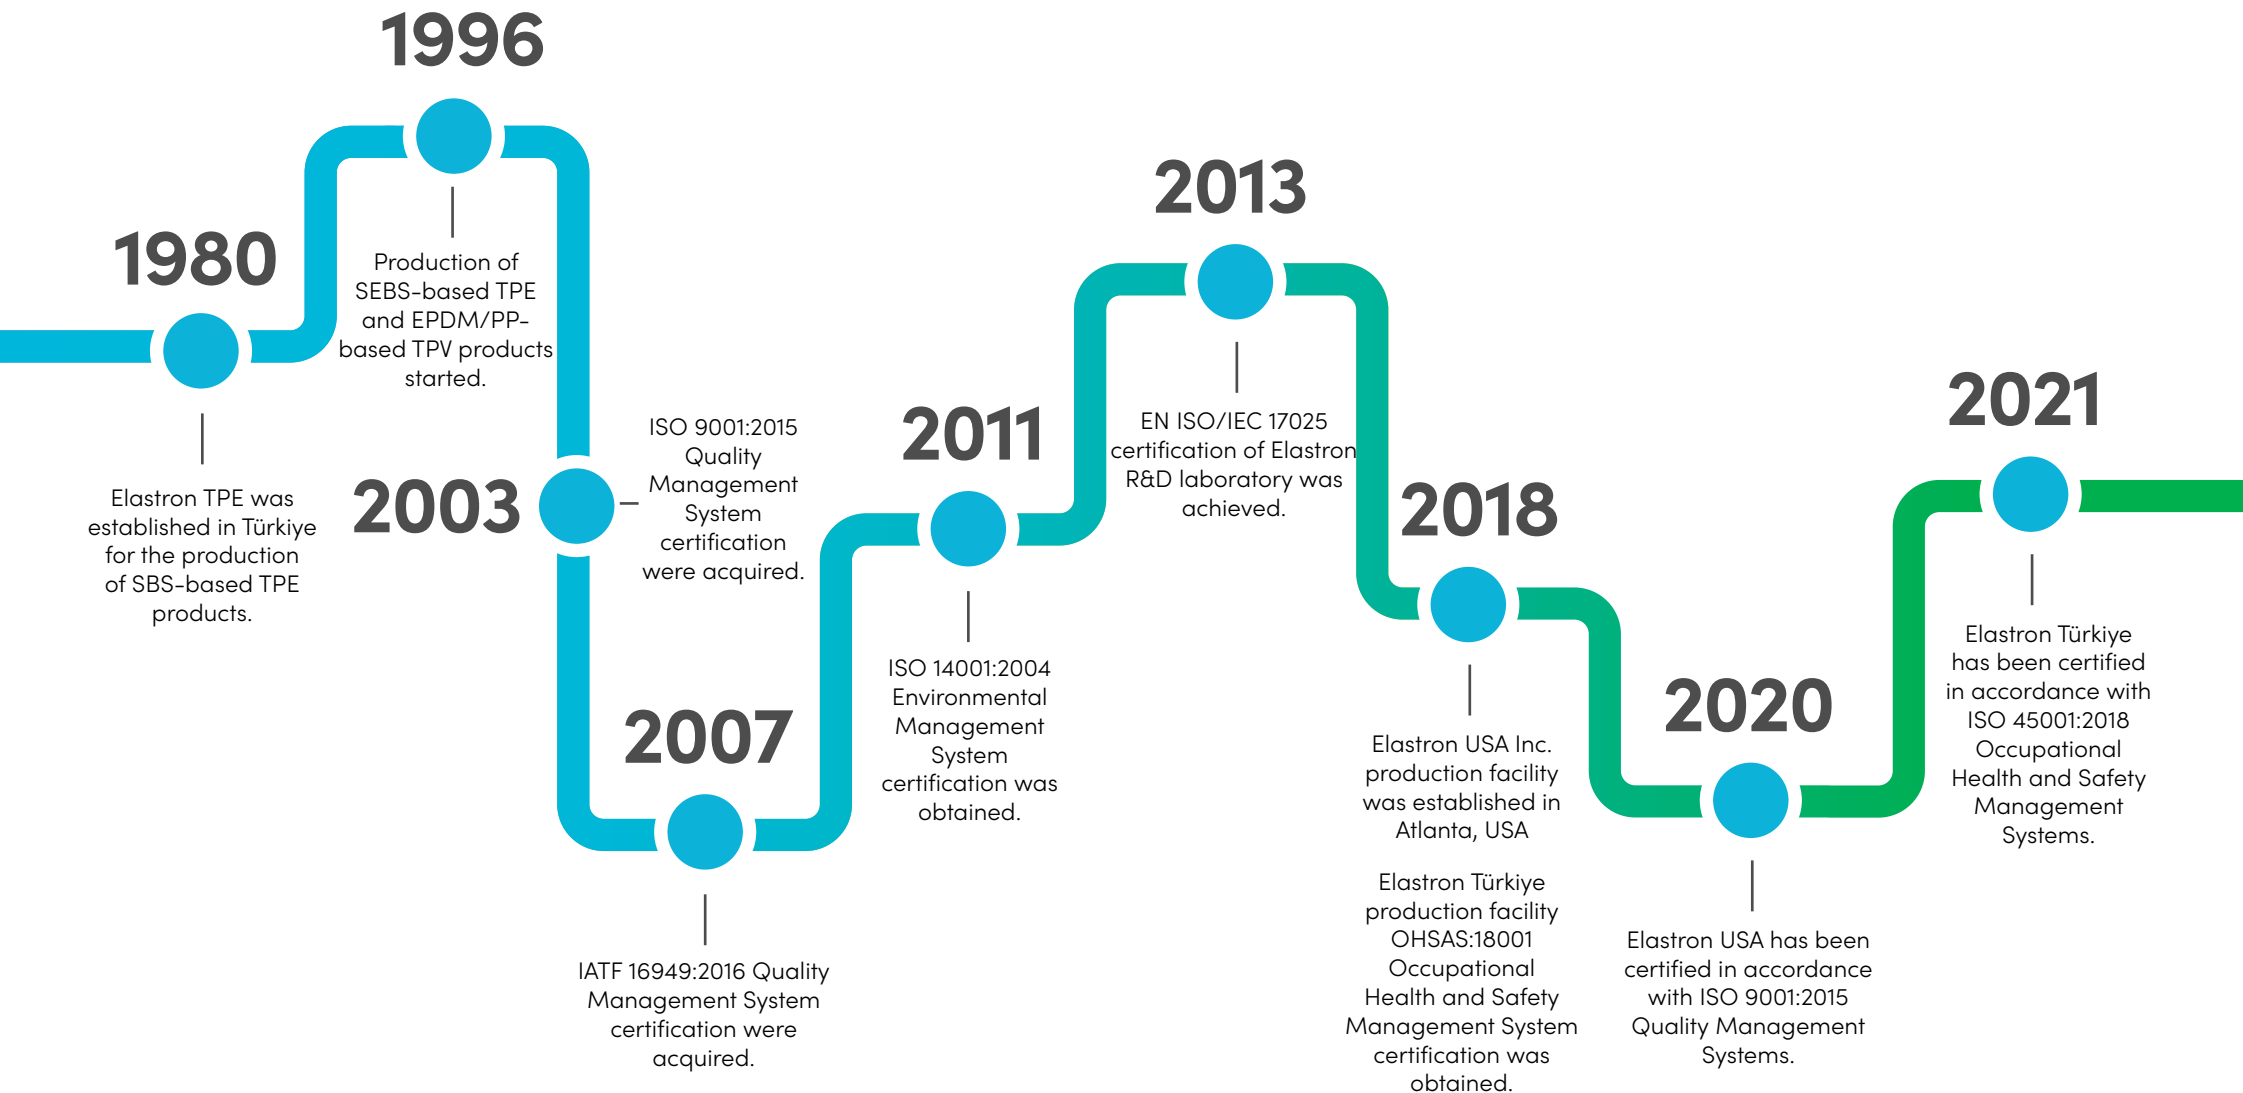 1980
Elastron TPE was
established in Türkiye
for the production
of SBS-based TPE
products.
1996
Production of
SEBS-based TPE
and EPDM/PP-
based TPV products
started.
2003
ISO 9001:2015
Quality
Management
System
certification
were acquired.
2007
IATF 16949:2016 Quality
Management System
certification were
acquired.
2011
ISO 14001:2004
Environmental
Management
System
certification was
obtained.
2013
EN ISO/IEC 17025
certification of Elastron
R&D laboratory was
achieved.
2018
Elastron USA Inc.
production facility
was established in
Atlanta, USA
Elastron Türkiye
production facility
OHSAS:18001
Occupational
Health and Safety
Management System
certification was
obtained.
2020
Elastron USA has been
certified in accordance
with ISO 9001:2015
Quality Management
Systems.
2021
Elastron Türkiye
has been certified
in accordance with
ISO 45001:2018
Occupational
Health and Safety
Management
Systems.